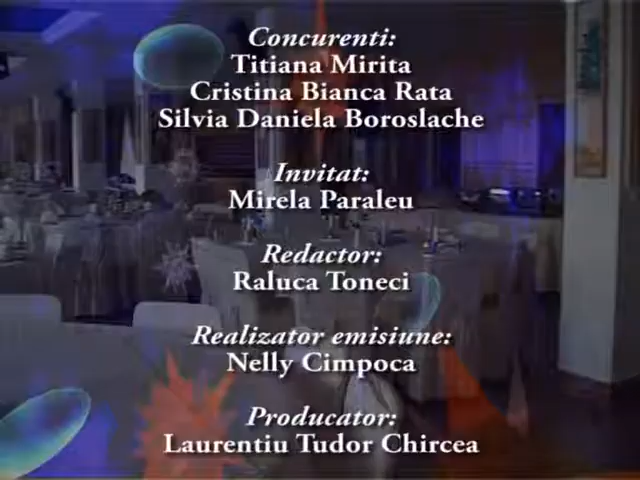 Concurenti:
Titiana Mirita
Cristina Bianca Rata
Silvia Daniela Boroslache
Invitat:
Mirela Paraleu
Redactor:
Raluca Toneci
Realizator emisiune:
Nelly Cimpoca
Producator:
Laurentiu Tudor Chircea